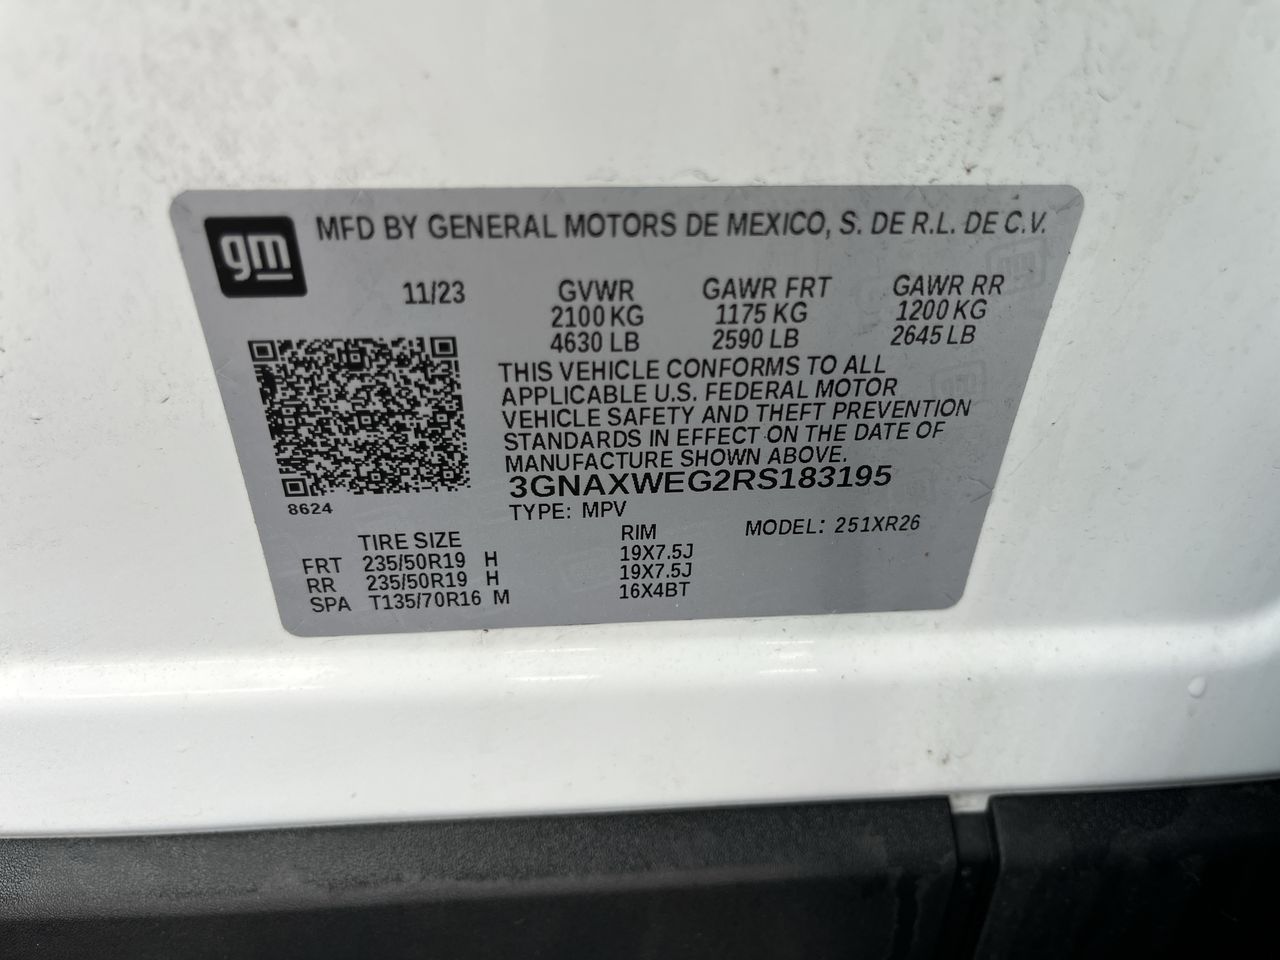 gm MFD BY GENERAL MOTORS DE MEXICO, S. DE R.L. DE C.V.
11/23 GVWR GAWR FRT GAWR RR
2100 KG 1175 KG 1200 KG
4630 LB 2590 LB 2645 LB
THIS VEHICLE CONFORMS TO ALL
APPLICABLE U.S. FEDERAL MOTOR
VEHICLE SAFETY AND THEFT PREVENTION
STANDARDS IN EFFECT ON THE DATE OF
MANUFACTURE SHOWN ABOVE.
3GNAXWEG2RS183195
8624 TYPE: MPV MODEL: 251XR26
TIRE SIZE RIM
FRT 235/50R19 H 19X7.5J
RR 235/50R19 H 19X7.5J
SPA T135/70R16 M 16X4BT